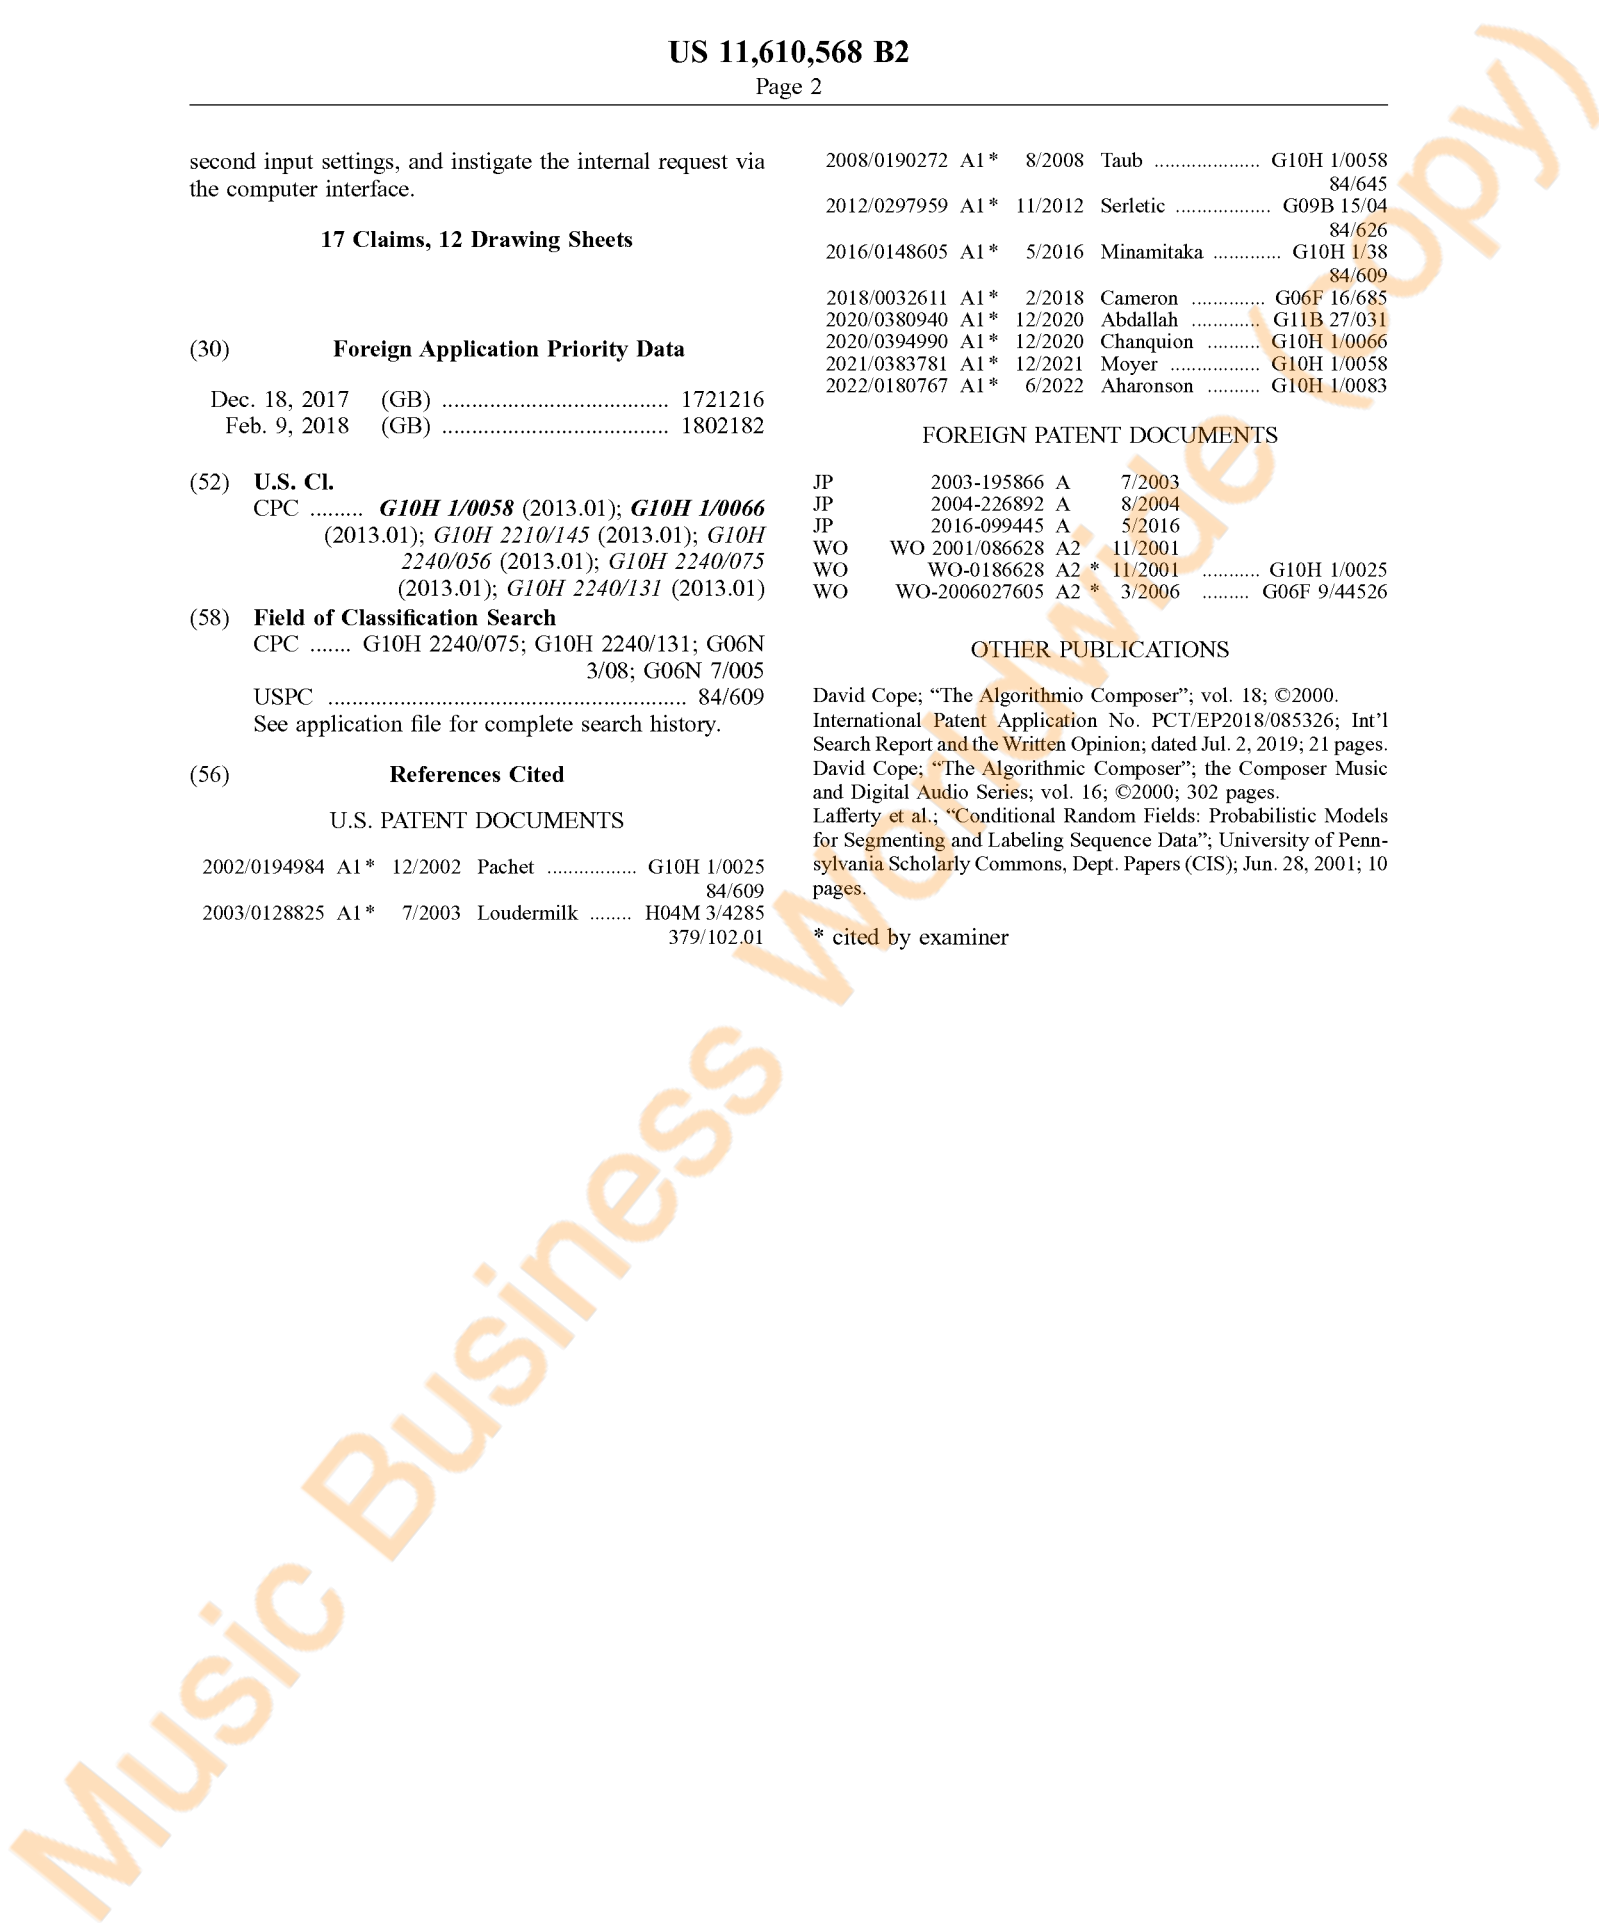 US 11,610,568 B2
Page 2
second input settings, and instigate the internal request via
the computer interface.
17 Claims, 12 Drawing Sheets
(30) Foreign Application Priority Data
Dec. 18, 2017 (GB) ...................................... 1721216
Feb. 9, 2018 (GB) ...................................... 1802182
(52) U.S. Cl.
CPC ......... G10H 1/0058 (2013.01); G10H 1/0066
(2013.01); G10H 2210/145 (2013.01); G10H
2240/056 (2013.01); G10H 2240/075
(2013.01); G10H 2240/131 (2013.01)
(58) Field of Classification Search
CPC ....... G10H 2240/075; G10H 2240/131; G06N
3/08; G06N 7/005
USPC ............................................................ 84/609
See application file for complete search history.
(56) References Cited
U.S. PATENT DOCUMENTS
2002/0194984 A1* 12/2002 Pachet ................. G10H 1/0025
84/609
2003/0128825 A1* 7/2003 Loudermilk ........ H04M 3/4285
379/102.01
2008/0190272 A1* 8/2008 Taub .................... G10H 1/0058
84/645
2012/0297959 A1* 11/2012 Serletic .................. G09B 15/04
84/626
2016/0148605 A1* 5/2016 Minamitaka ............. G10H 1/38
84/609
2018/0032611 A1* 2/2018 Cameron .............. G06F 16/685
2020/0380940 A1* 12/2020 Abdallah ............. G11B 27/031
2020/0394990 A1* 12/2020 Chanquion .......... G10H 1/0066
2021/0383781 A1* 12/2021 Moyer ................. G10H 1/0058
2022/0180767 A1* 6/2022 Aharonson .......... G10H 1/0083
FOREIGN PATENT DOCUMENTS
JP 2003-195866 A 7/2003
JP 2004-226892 A 8/2004
JP 2016-099445 A 5/2016
WO WO 2001/086628 A2 11/2001
WO WO-0186628 A2 * 11/2001 ........... G10H 1/0025
WO WO-2006027605 A2 * 3/2006 ......... G06F 9/44526
OTHER PUBLICATIONS
David Cope; “The Algorithmio Composer”; vol. 18; ©2000.
International Patent Application No. PCT/EP2018/085326; Int’l
Search Report and the Written Opinion; dated Jul. 2, 2019; 21 pages.
David Cope; “The Algorithmic Composer”; the Composer Music
and Digital Audio Series; vol. 16; ©2000; 302 pages.
Lafferty et al.; “Conditional Random Fields: Probabilistic Models
for Segmenting and Labeling Sequence Data”; University of Penn-
sylvania Scholarly Commons, Dept. Papers (CIS); Jun. 28, 2001; 10
pages.
* cited by examiner
Music Business Worldwide (copy)